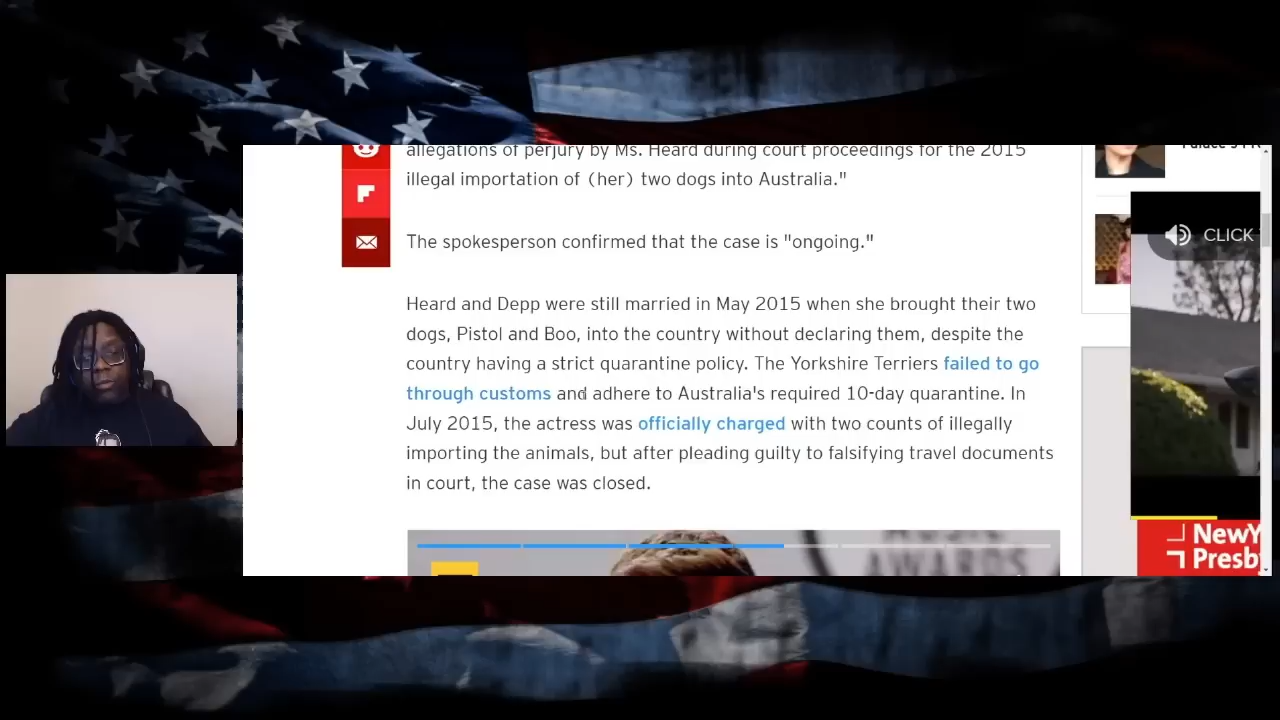 allegations of perjury by Ms. Heard during court proceedings for the 2015
illegal importation of (her) two dogs into Australia."
The spokesperson confirmed that the case is "ongoing."
Heard and Depp were still married in May 2015 when she brought their two
dogs, Pistol and Boo, into the country without declaring them, despite the
country having a strict quarantine policy. The Yorkshire Terriers failed to go
through customs and adhere to Australia's required 10-day quarantine. In
July 2015, the actress was officially charged with two counts of illegally
importing the animals, but after pleading guilty to falsifying travel documents
in court, the case was closed.
AWARDS
CLICK
NewY
Presb